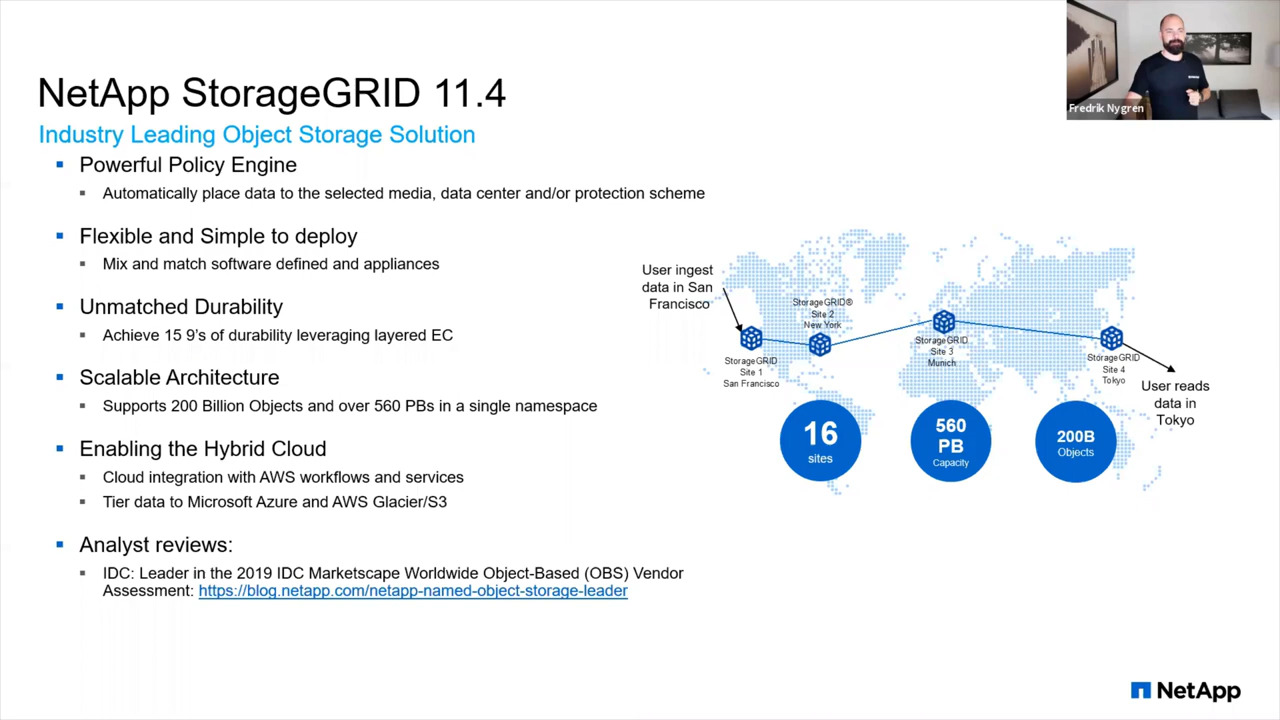 Fredrik Nygren
NetApp StorageGRID 11.4
Industry Leading Object Storage Solution
Powerful Policy Engine
Automatically place data to the selected media, data center and/or protection scheme
Flexible and Simple to deploy
Mix and match software defined and appliances
Unmatched Durability
Achieve 15 9's of durability leveraging layered EC
Scalable Architecture
Supports 200 Billion Objects and over 560 PBs in a single namespace
Enabling the Hybrid Cloud
Cloud integration with AWS workflows and services
Tier data to Microsoft Azure and AWS Glacier/S3
Analyst reviews:
IDC: Leader in the 2019 IDC Marketscape Worldwide Object-Based (OBS) Vendor
Assessment: https://blog.netapp.com/netapp-named-object-storage-leader
User ingest
data in San
Francisco
StorageGRID
Site 1
San Francisco
StorageGRID®
Site 2
New York
StorageGRID
Site 3
Munich
StorageGRID
Site 4
Tokyo
User reads
data in
Tokyo
16
sites
560
PB
Capacity
200B
Objects
NetApp